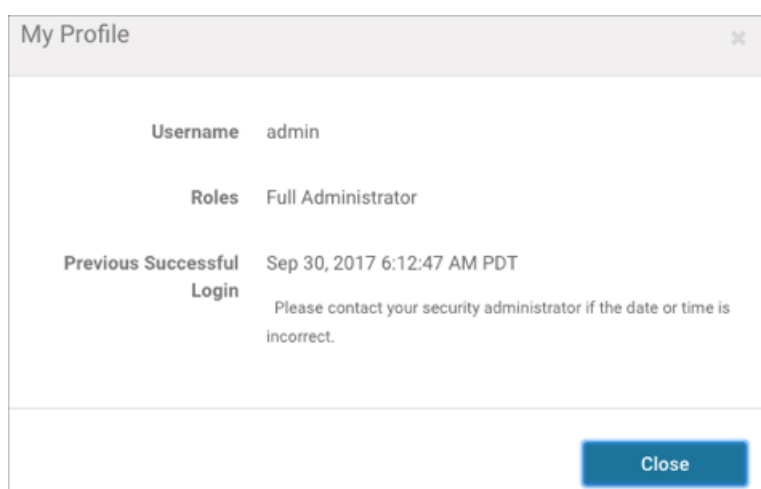 My Profile
×
Username admin
Roles Full Administrator
Previous Successful Sep 30, 2017 6:12:47 AM PDT
Login
Please contact your security administrator if the date or time is
incorrect.
Close